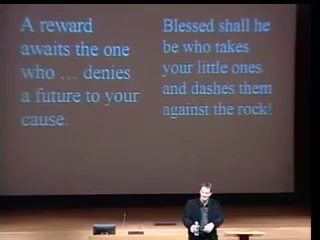 A reward
awaits the one
who … denies
a future to your
cause.
Blessed shall he
be who takes
your little ones
and dashes them
against the rock!